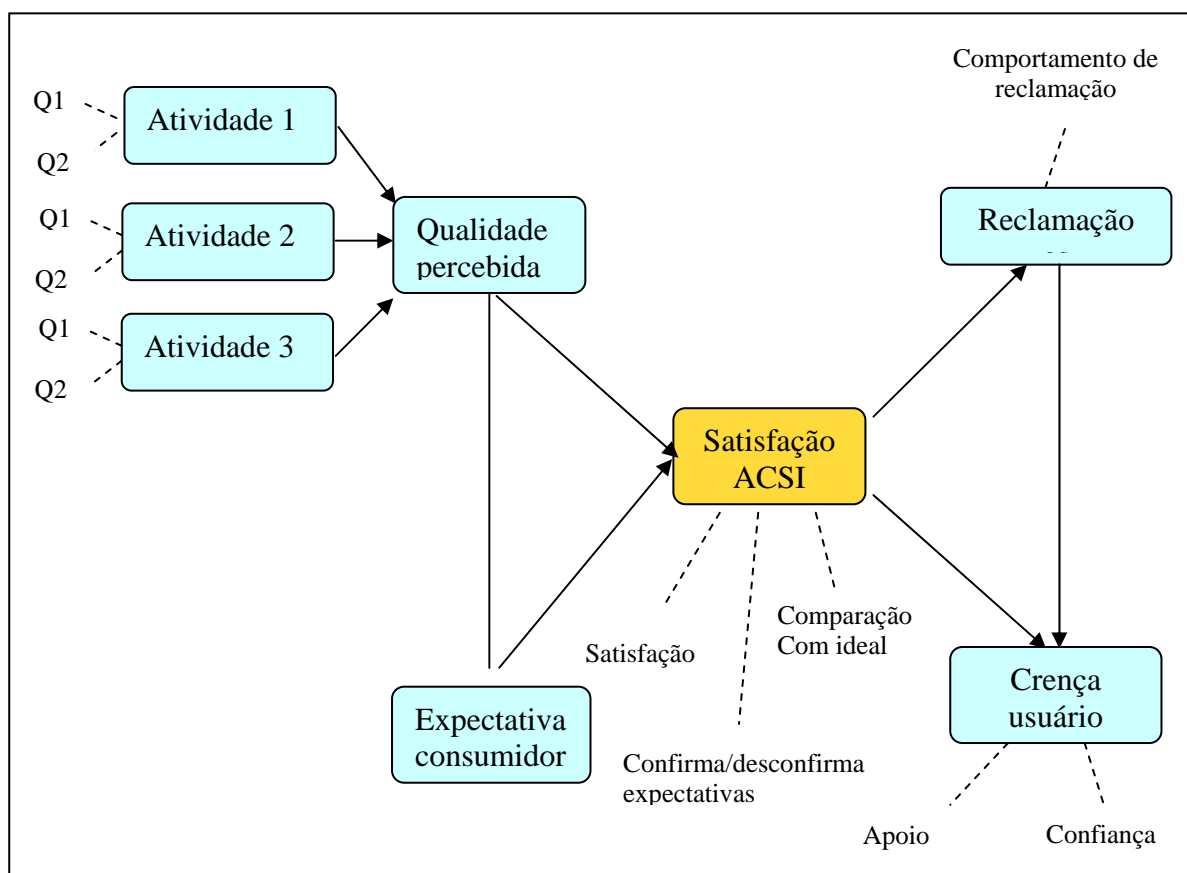 Comportamento de
reclamação
Q1
Atividade 1
Q2
Q1
Atividade 2
Q2
Q1
Atividade 3
Q2
Qualidade
percebida
Reclamação
Satisfação
ACSI
Satisfação
Comparação
Com ideal
Confirma/desconfirma
expectativas
Expectativa
consumidor
Crença
usuário
Apoio
Confiança